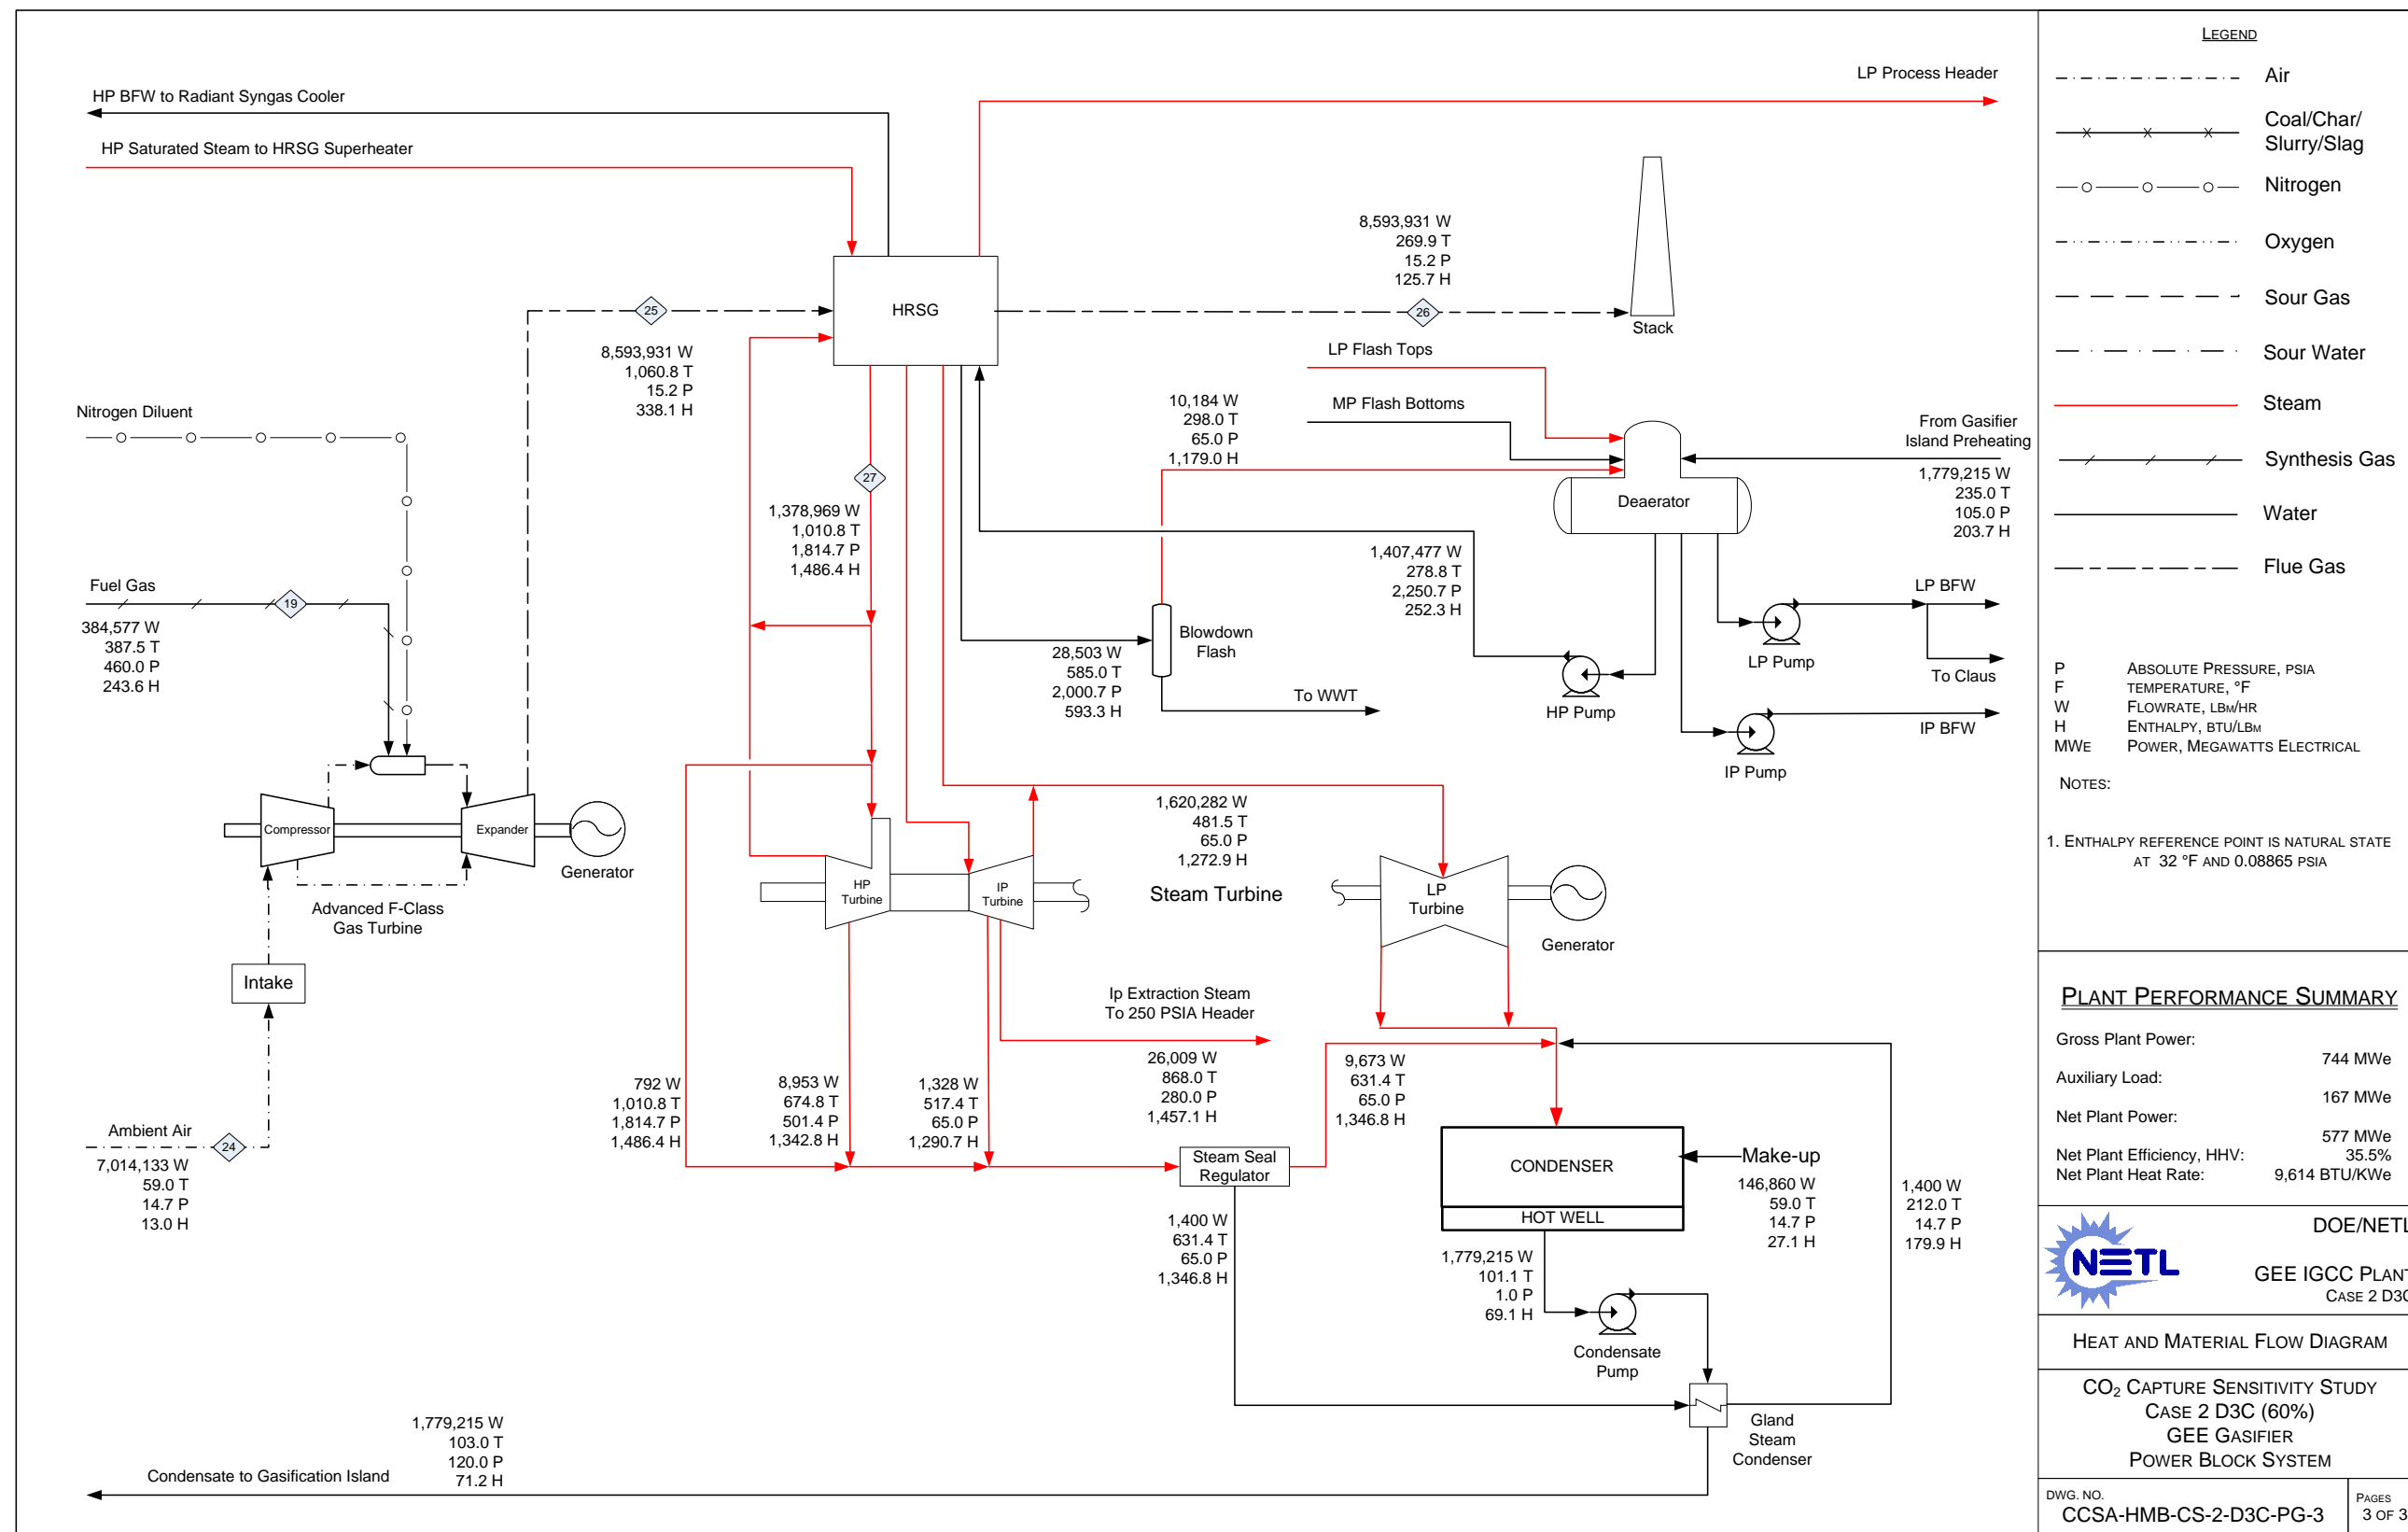 HP BFW to Radiant Syngas Cooler
HP Saturated Steam to HRSG Superheater
LP Process Header
HRSG
25
8,593,931 W
1,060.8 T
15.2 P
338.1 H
8,593,931 W
269.9 T
15.2 P
125.7 H
26
Stack
Nitrogen Diluent
27
1,378,969 W
1,010.8 T
1,814.7 P
1,486.4 H
LP Flash Tops
MP Flash Bottoms
10,184 W
298.0 T
65.0 P
1,179.0 H
From Gasifier
Island Preheating
1,779,215 W
235.0 T
105.0 P
203.7 H
Deaerator
1,407,477 W
278.8 T
2,250.7 P
252.3 H
Fuel Gas
19
384,577 W
387.5 T
460.0 P
243.6 H
Blowdown
Flash
28,503 W
585.0 T
2,000.7 P
593.3 H
To WWT
HP Pump
LP Pump
LP BFW
To Claus
IP BFW
IP Pump
Compressor
Expander
Generator
Advanced F-Class
Gas Turbine
Intake
Ambient Air
24
7,014,133 W
59.0 T
14.7 P
13.0 H
HP
Turbine
IP
Turbine
1,620,282 W
481.5 T
65.0 P
1,272.9 H
Steam Turbine
LP
Turbine
Generator
Ip Extraction Steam
To 250 PSIA Header
26,009 W
868.0 T
280.0 P
1,457.1 H
792 W
1,010.8 T
1,814.7 P
1,486.4 H
8,953 W
674.8 T
501.4 P
1,342.8 H
1,328 W
517.4 T
65.0 P
1,290.7 H
9,673 W
631.4 T
65.0 P
1,346.8 H
Steam Seal
Regulator
1,400 W
631.4 T
65.0 P
1,346.8 H
CONDENSER
HOT WELL
Make-up
146,860 W
59.0 T
14.7 P
27.1 H
1,400 W
212.0 T
14.7 P
179.9 H
1,779,215 W
101.1 T
1.0 P
69.1 H
Condensate
Pump
Gland
Steam
Condenser
1,779,215 W
103.0 T
120.0 P
71.2 H
Condensate to Gasification Island
LEGEND
Air
Coal/Char/
Slurry/Slag
Nitrogen
Oxygen
Sour Gas
Sour Water
Steam
Synthesis Gas
Water
Flue Gas
P ABSOLUTE PRESSURE, PSIA
F TEMPERATURE, °F
W FLOWRATE, LBM/HR
H ENTHALPY, BTU/LBM
MWE POWER, MEGAWATTS ELECTRICAL
NOTES:
1. ENTHALPY REFERENCE POINT IS NATURAL STATE
AT 32 °F AND 0.08865 PSIA
PLANT PERFORMANCE SUMMARY
Gross Plant Power:
744 MWe
Auxiliary Load:
167 MWe
Net Plant Power:
577 MWe
Net Plant Efficiency, HHV: 35.5%
Net Plant Heat Rate: 9,614 BTU/KWe
NETL
DOE/NETL
GEE IGCC PLANT
CASE 2 D3C
HEAT AND MATERIAL FLOW DIAGRAM
CO₂ CAPTURE SENSITIVITY STUDY
CASE 2 D3C (60%)
GEE GASIFIER
POWER BLOCK SYSTEM
DWG. NO.
CCSA-HMB-CS-2-D3C-PG-3
PAGES
3 OF 3